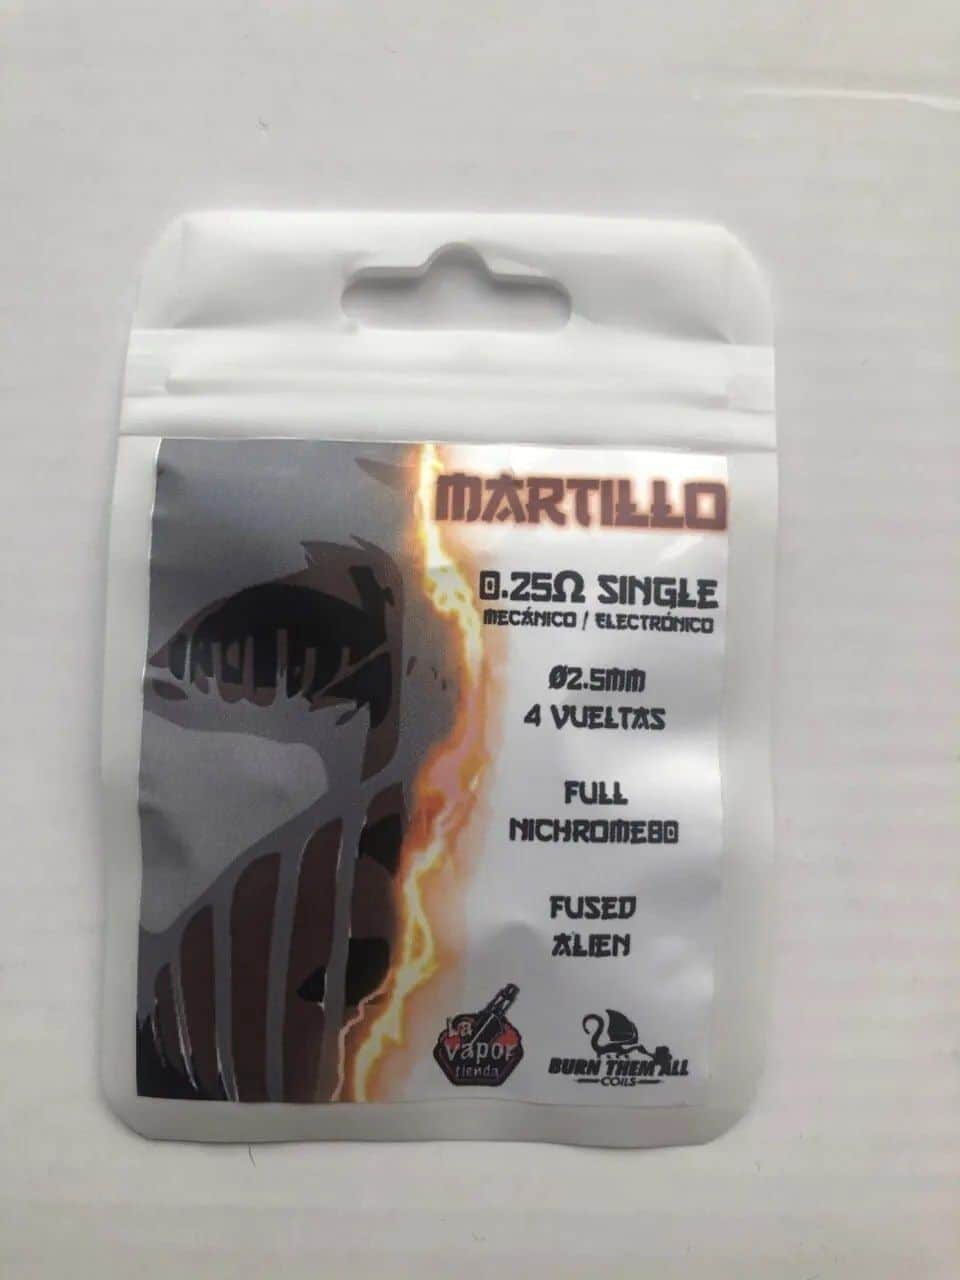 MARTILLO
0.25Ω SINGLE
MECÁNICO / ELECTRÓNICO
Ø2.5MM
4 VUELTAS
FULL
NICHROME80
FUSED
ALIEN
La
vapor
tienda
BURN THEM ALL
COILS